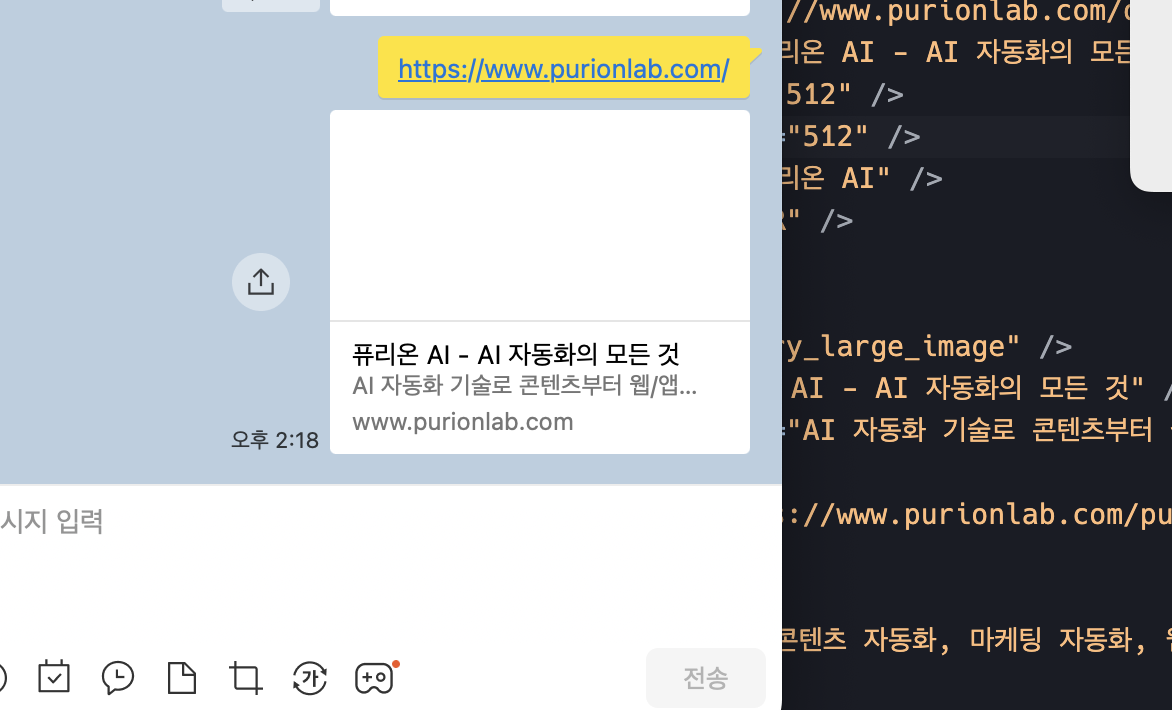 https://www.purionlab.com/
퓨리온 AI - AI 자동화의 모든 것
AI 자동화 기술로 콘텐츠부터 웹/앱...
www.purionlab.com
오후 2:18
시지 입력
가
전송
//www.purionlab.com/
리온 AI - AI 자동화의 모든
512" />
="512" />
리온 AI" />
" />
y_large_image" />
AI - AI 자동화의 모든 것" /
="AI 자동화 기술로 콘텐츠부터
://www.purionlab.com/pu
콘텐츠 자동화, 마케팅 자동화,